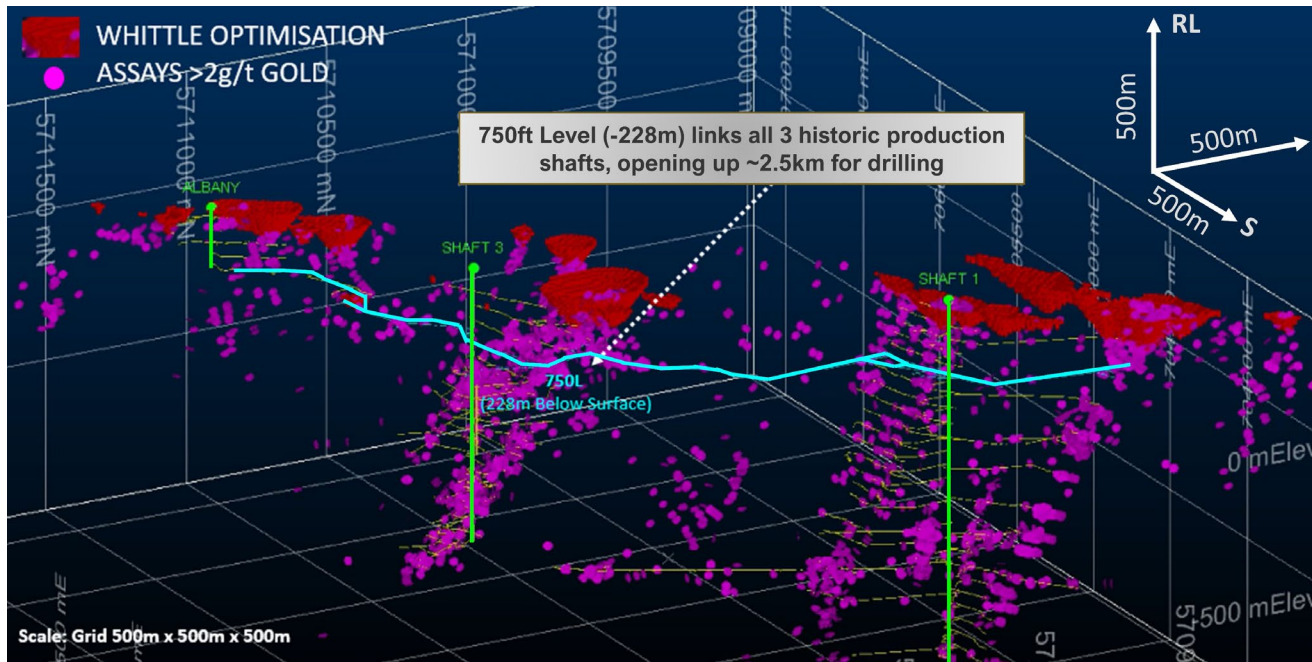 WHITTLE OPTIMISATION
ASSAYS >2g/t GOLD
5711500 mN
5711000 mN
5710500 mN
5709500
RL
500m
500m
500m
S
750ft Level (-228m) links all 3 historic production
shafts, opening up ~2.5km for drilling
ALBANY
SHAFT 3
SHAFT 1
750L
(228m Below Surface)
0 mElev
-500 mElev
Scale: Grid 500m x 500m x 500m